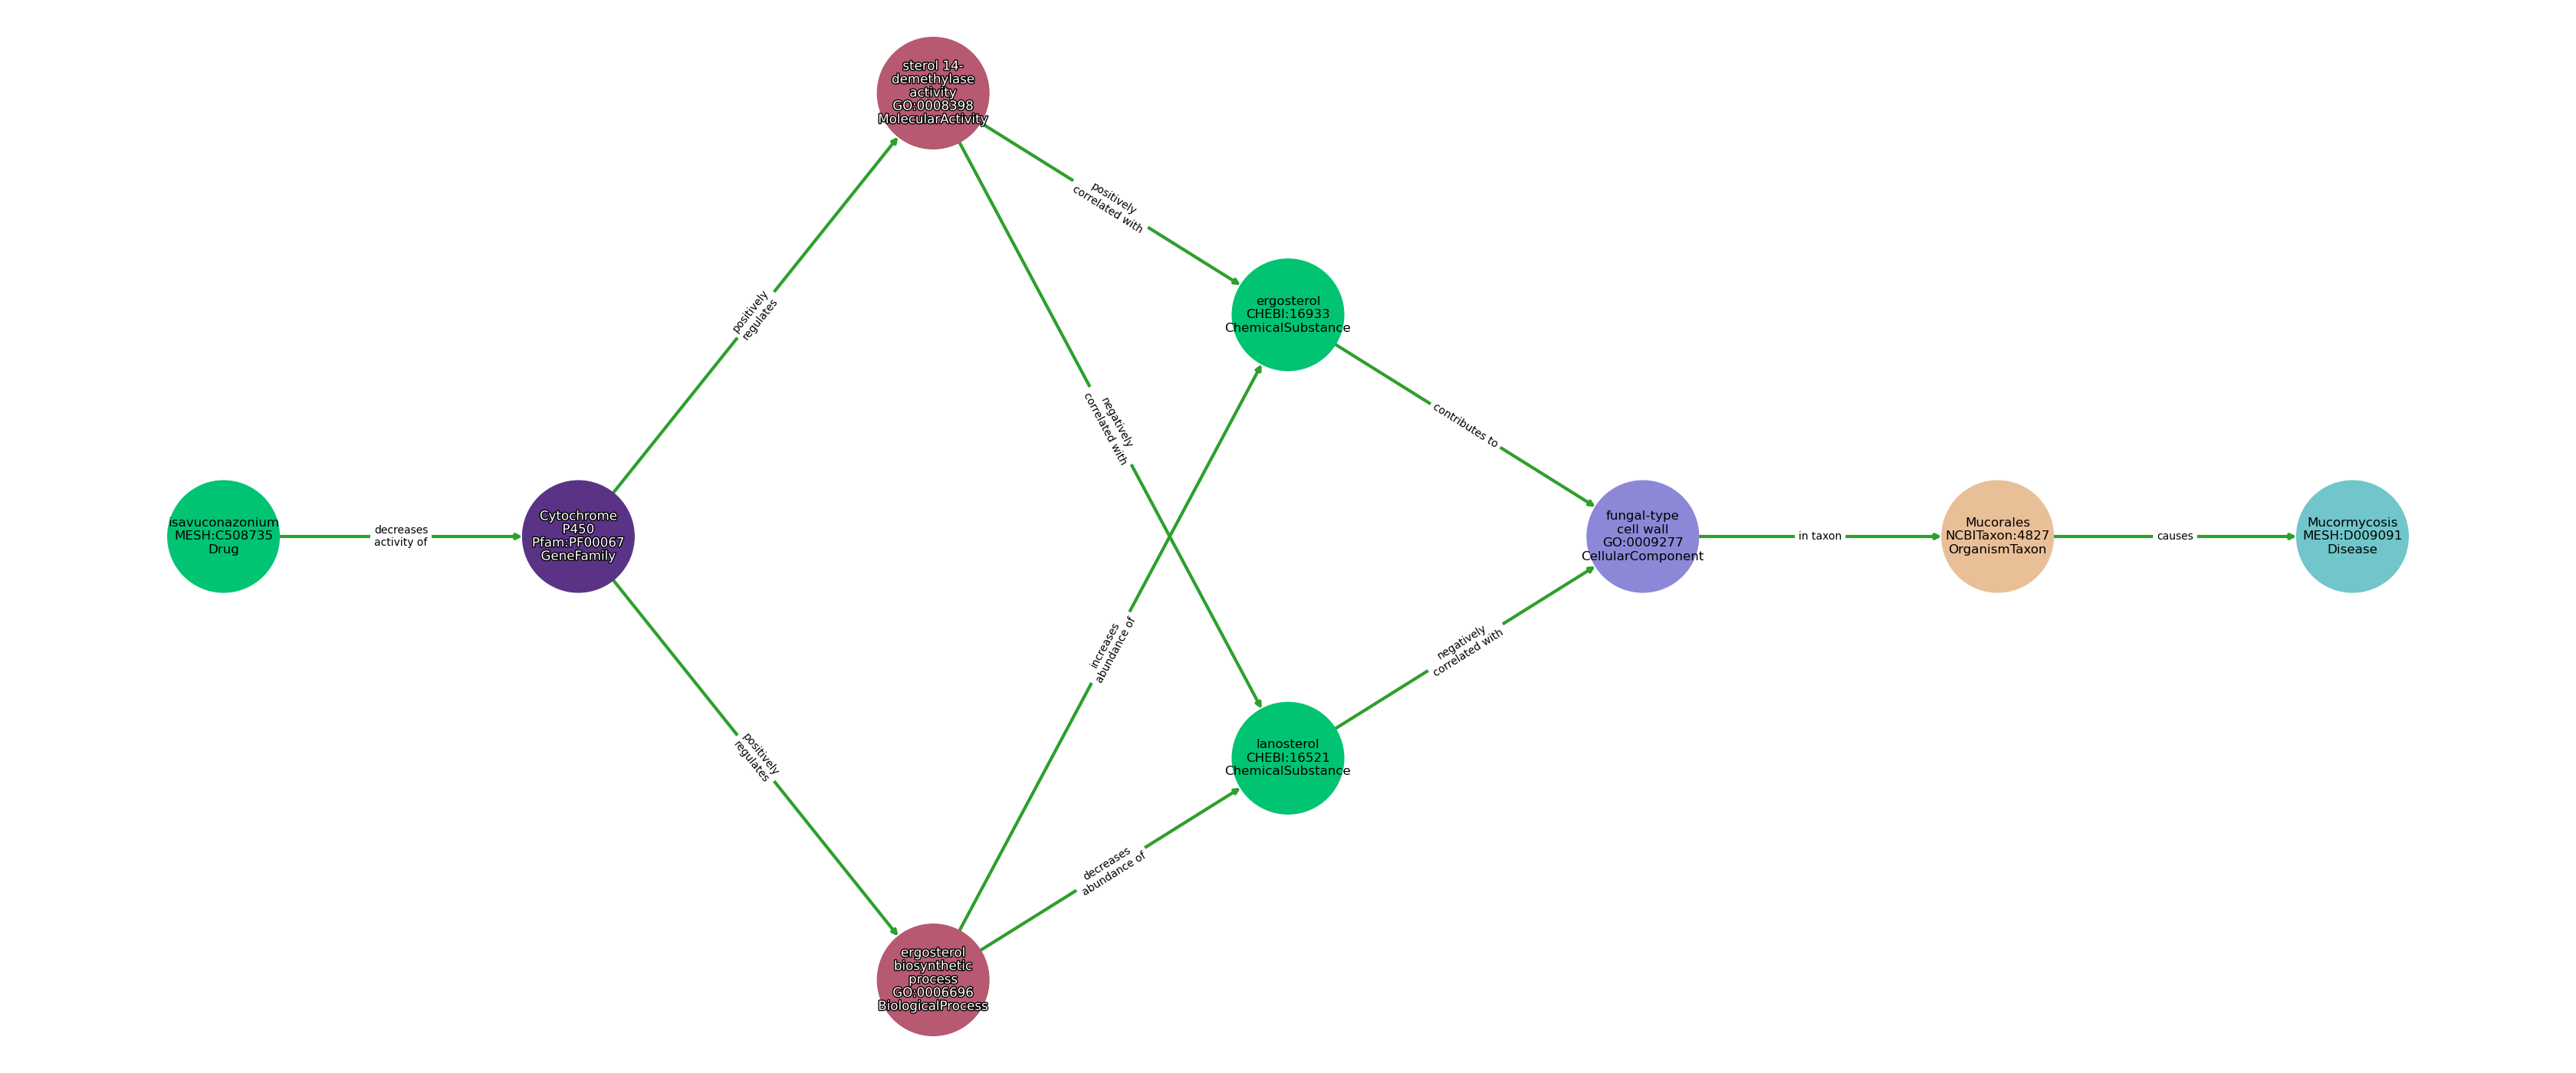 sterol 14-
demethylase
activity
GO:0008398
MolecularActivity
positively
correlated with
ergosterol
CHEBI:16933
ChemicalSubstance
positively
regulates
negatively
correlated with
contributes to
isavuconazonium
MESH:C508735
Drug
decreases
activity of
Cytochrome
P450
Pfam:PF00067
GeneFamily
fungal-type
cell wall
GO:0009277
CellularComponent
in taxon
Mucorales
NCBITaxon:4827
OrganismTaxon
causes
Mucormycosis
MESH:D009091
Disease
increases
abundance of
negatively
correlated with
positively
regulates
lanosterol
CHEBI:16521
ChemicalSubstance
decreases
abundance of
ergosterol
biosynthetic
process
GO:0006696
BiologicalProcess